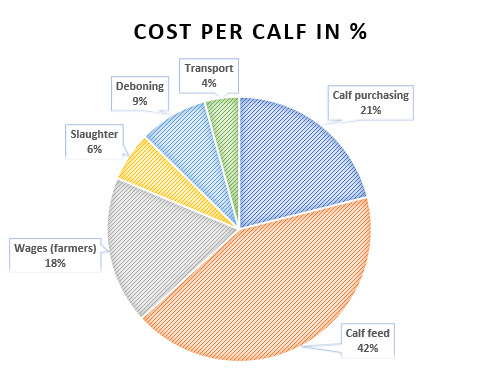 COST PER CALF IN %
Transport
4%
Deboning
9%
Calf purchasing
21%
Slaughter
6%
Wages (farmers)
18%
Calf feed
42%